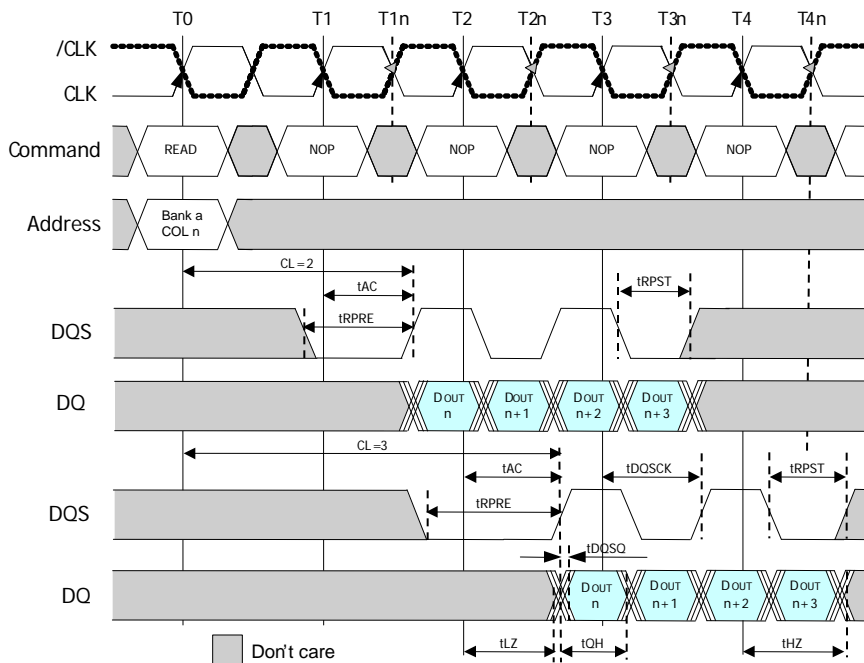 T0 T1 T1n T2 T2n T3 T3n T4 T4n
/CLK
CLK
Command READ NOP NOP NOP NOP
Address Bank a
COL n
CL=2
tAC
tRPST
tRPRE
DQS
DQ DOUT n DOUT n+1 DOUT n+2 DOUT n+3
CL=3
tAC tDQSCK tRPST
tRPRE
DQS
tDQSQ
DQ DOUT n DOUT n+1 DOUT n+2 DOUT n+3
tLZ tQH tHZ
Don't care